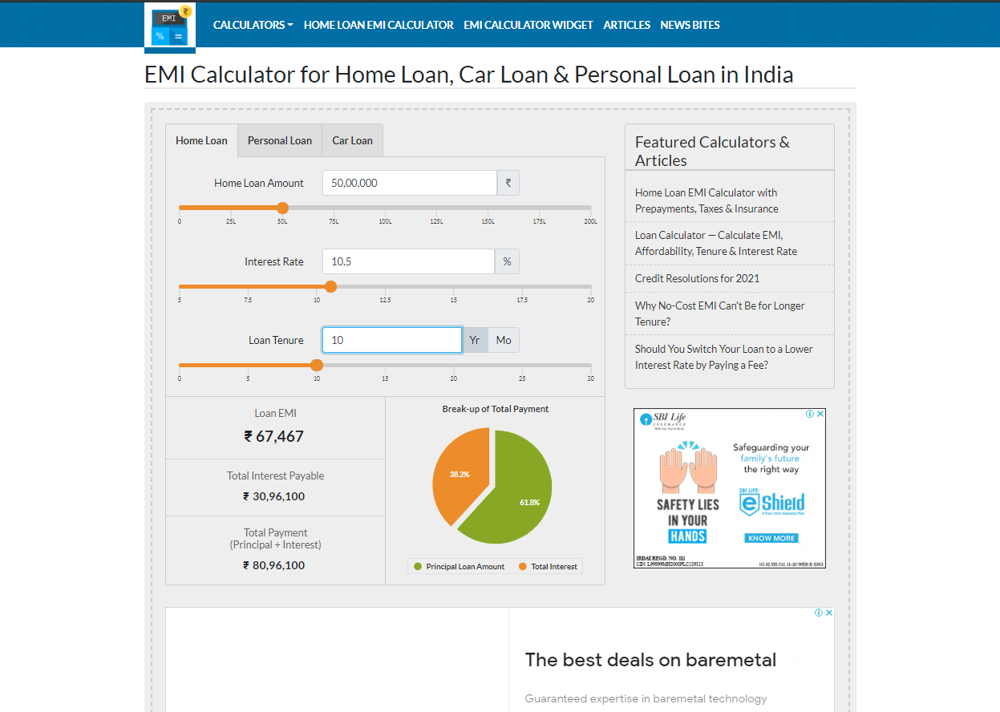 EMI
₹
%
=
CALCULATORS
HOME LOAN EMI CALCULATOR
EMI CALCULATOR WIDGET
ARTICLES
NEWS BITES
EMI Calculator for Home Loan, Car Loan & Personal Loan in India
Home Loan
Personal Loan
Car Loan
Home Loan Amount
50,00,000
₹
0 25L 50L 75L 100L 125L 150L 175L 200L
Interest Rate
10.5
%
5 7.5 10 12.5 15 17.5 20
Loan Tenure
10
Yr
Mo
0 5 10 15 20 25 30
Loan EMI
₹ 67,467
Total Interest Payable
₹ 30,96,100
Total Payment
(Principal + Interest)
₹ 80,96,100
Break-up of Total Payment
38.2%
61.8%
Principal Loan Amount
Total Interest
Featured Calculators &
Articles
Home Loan EMI Calculator with
Prepayments, Taxes & Insurance
Loan Calculator — Calculate EMI,
Affordability, Tenure & Interest Rate
Credit Resolutions for 2021
Why No-Cost EMI Can't Be for Longer
Tenure?
Should You Switch Your Loan to a Lower
Interest Rate by Paying a Fee?
SBI Life
INSURANCE
With Us, You're Sure
Safeguarding your
family's future
the right way
SAFETY LIES
IN YOUR
HANDS
SBI LIFE
eShield
KNOW MORE
IRDAI REGD. NO. 111
CIN: L99999MH2000PLC129113
The best deals on baremetal
Guaranteed expertise in baremetal technology